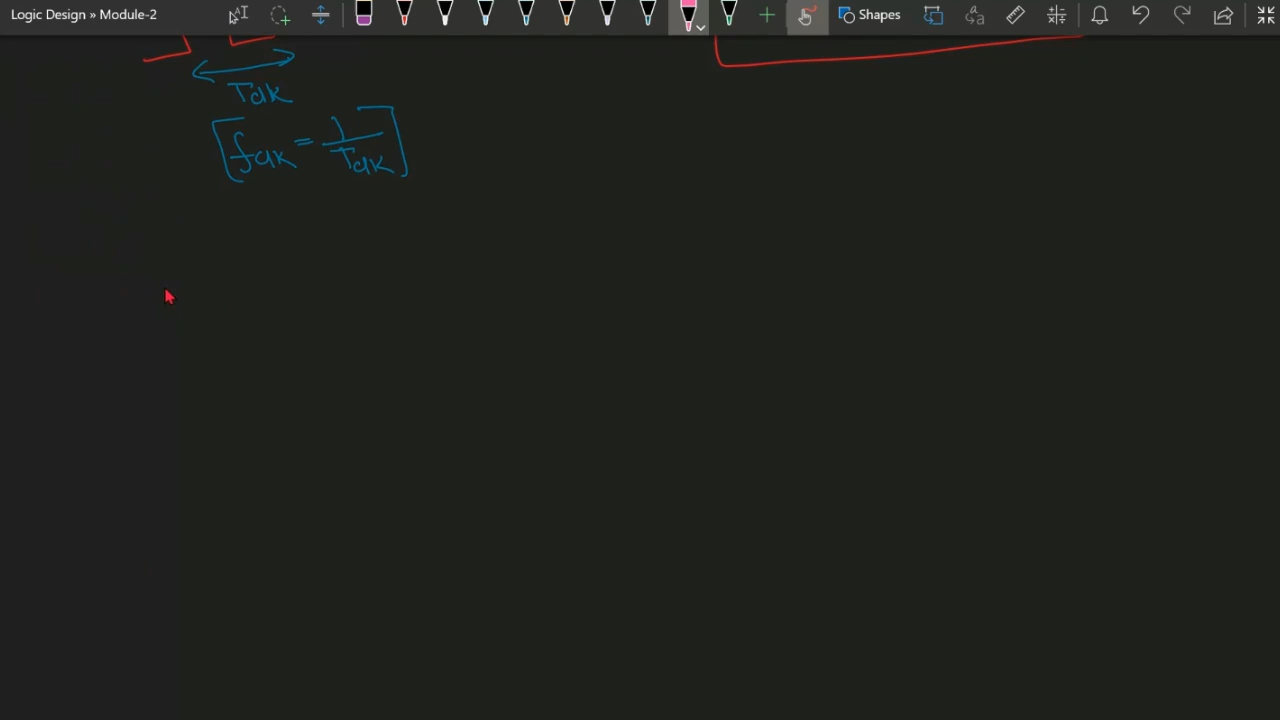 Logic Design » Module-2
Shapes
Tclk
[fclk = 1/Tclk]